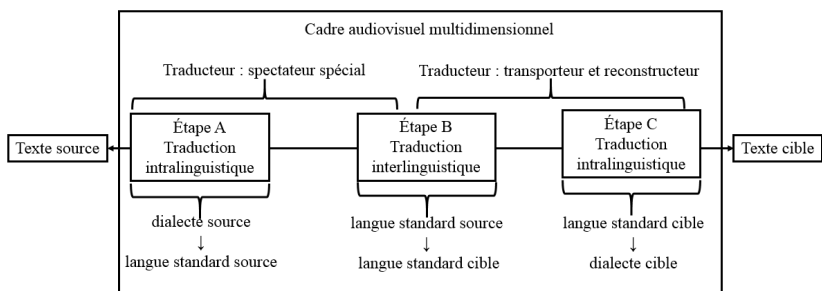 Cadre audiovisuel multidimensionnel
Traducteur : spectateur spécial
Traducteur : transporteur et reconstructeur
Texte source
Étape A
Traduction
intralinguistique
Étape B
Traduction
interlinguistique
Étape C
Traduction
intralinguistique
Texte cible
dialecte source
↓
langue standard source
langue standard source
↓
langue standard cible
langue standard cible
↓
dialecte cible